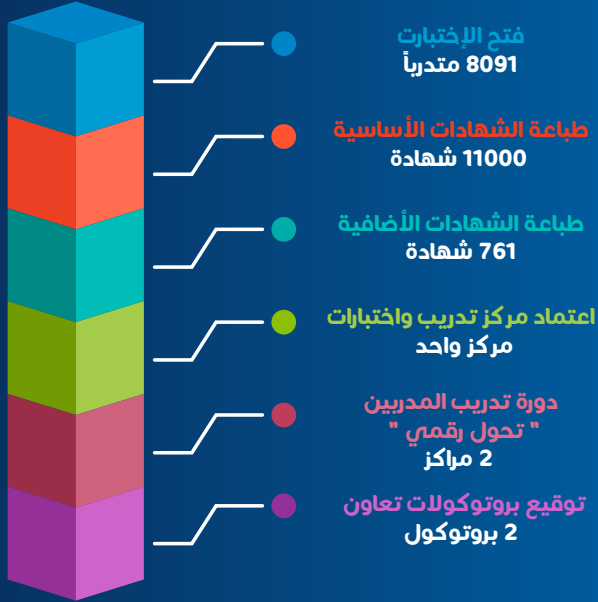 فتح الإختبارت
8091 متدرباً
طباعة الشهادات الأساسية
11000 شهادة
طباعة الشهادات الأضافية
761 شهادة
اعتماد مركز تدريب واختبارات
مركز واحد
دورة تدريب المدربين
" تحول رقمي "
2 مراكز
توقيع بروتوكولات تعاون
2 بروتوكول